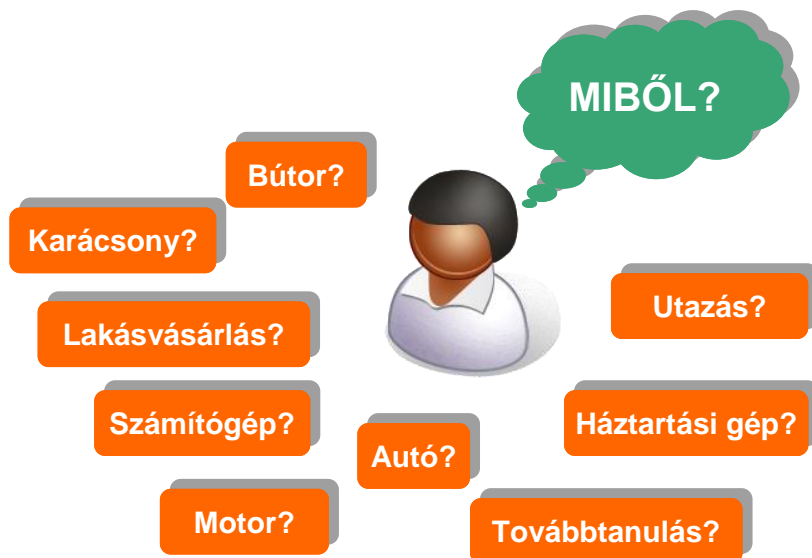 MIBŐL?
Bútor?
Karácsony?
Utazás?
Lakásvásárlás?
Számítógép?
Háztartási gép?
Autó?
Motor?
Továbbtanulás?